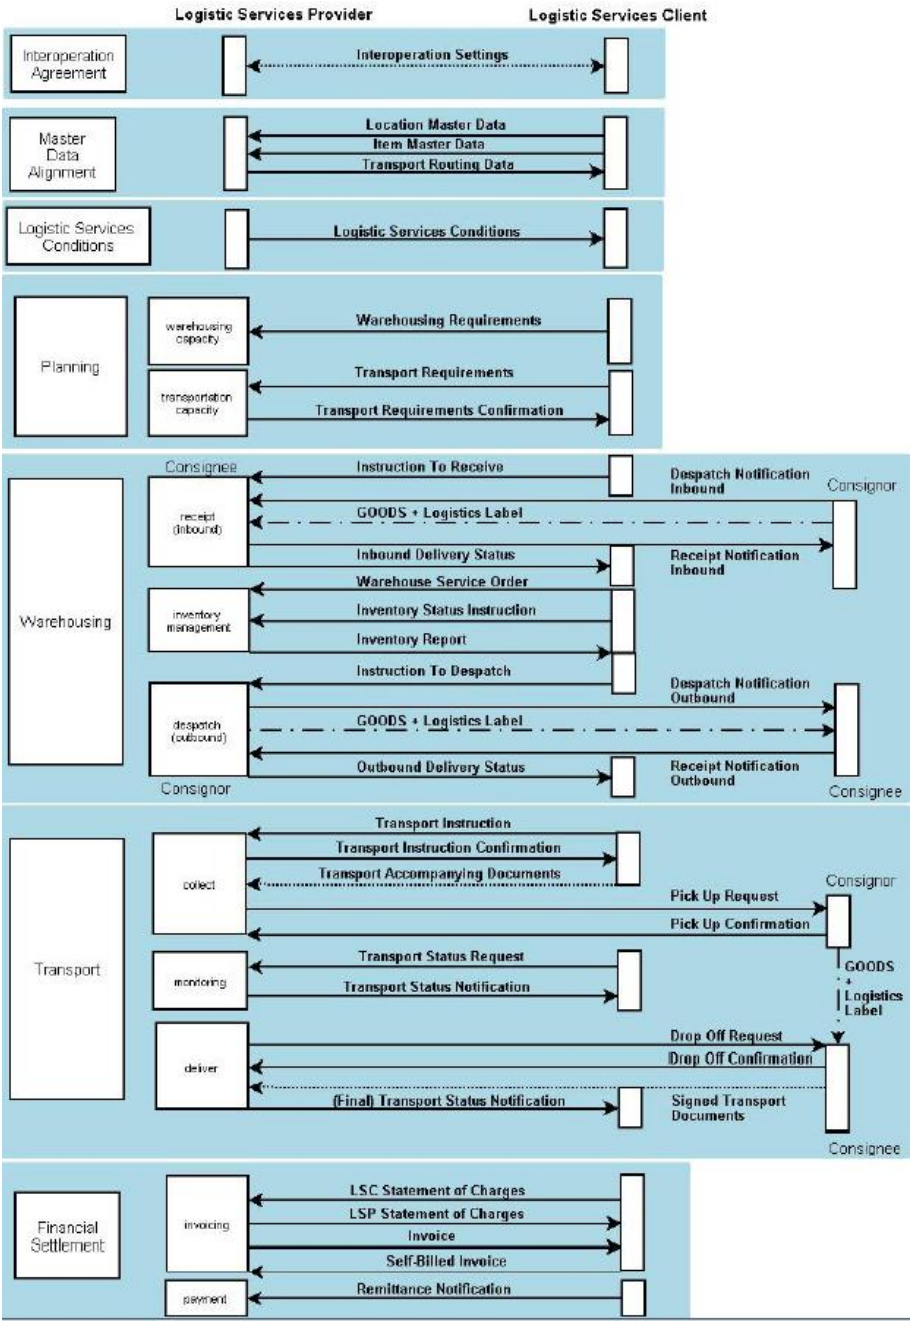 Logistic Services Provider
Logistic Services Client
Interoperation
Agreement
Interoperation Settings
Master
Data
Alignment
Location Master Data
Item Master Data
Transport Routing Data
Logistic Services
Conditions
Logistic Services Conditions
Planning
warehousing
capacity
Warehousing Requirements
transportation
capacity
Transport Requirements
Transport Requirements Confirmation
Warehousing
Consignee
receipt
(inbound)
Instruction To Receive
Despatch Notification
Inbound
Consignor
GOODS + Logistics Label
Inbound Delivery Status
Receipt Notification
Inbound
inventory
management
Warehouse Service Order
Inventory Status Instruction
Inventory Report
Instruction To Despatch
Despatch Notification
Outbound
despatch
(outbound)
GOODS + Logistics Label
Outbound Delivery Status
Receipt Notification
Outbound
Consignor
Consignee
Transport
collect
Transport Instruction
Transport Instruction Confirmation
Transport Accompanying Documents
Consignor
Pick Up Request
Pick Up Confirmation
monitoring
Transport Status Request
Transport Status Notification
GOODS
+
Logistics
Label
deliver
Drop Off Request
Drop Off Confirmation
(Final) Transport Status Notification
Signed Transport
Documents
Consignee
Financial
Settlement
invoicing
LSC Statement of Charges
LSP Statement of Charges
Invoice
Self-Billed Invoice
payment
Remittance Notification